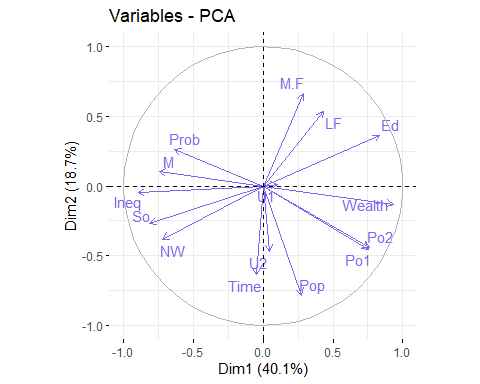 Variables - PCA
1.0
M.F
0.5
LF
Ed
Prob
M
0.0
U1
Ineq
Wealth
So
NW
Po2
-0.5
U2
Po1
Time
Pop
-1.0
-1.0 -0.5 0.0 0.5 1.0
Dim1 (40.1%)
Dim2 (18.7%)